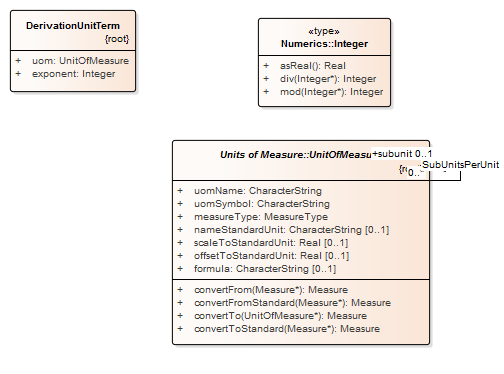 DerivationUnitTerm
{root}
+ uom: UnitOfMeasure
+ exponent: Integer
«type»
Numerics::Integer
+ asReal(): Real
+ div(Integer*): Integer
+ mod(Integer*): Integer
Units of Measure::UnitOfMeasu
+subunit 0..1
SubUnitsPerUnit
0..
+ uomName: CharacterString
+ uomSymbol: CharacterString
+ measureType: MeasureType
+ nameStandardUnit: CharacterString [0..1]
+ scaleToStandardUnit: Real [0..1]
+ offsetToStandardUnit: Real [0..1]
+ formula: CharacterString [0..1]
+ convertFrom(Measure*): Measure
+ convertFromStandard(Measure*): Measure
+ convertTo(UnitOfMeasure*): Measure
+ convertToStandard(Measure*): Measure